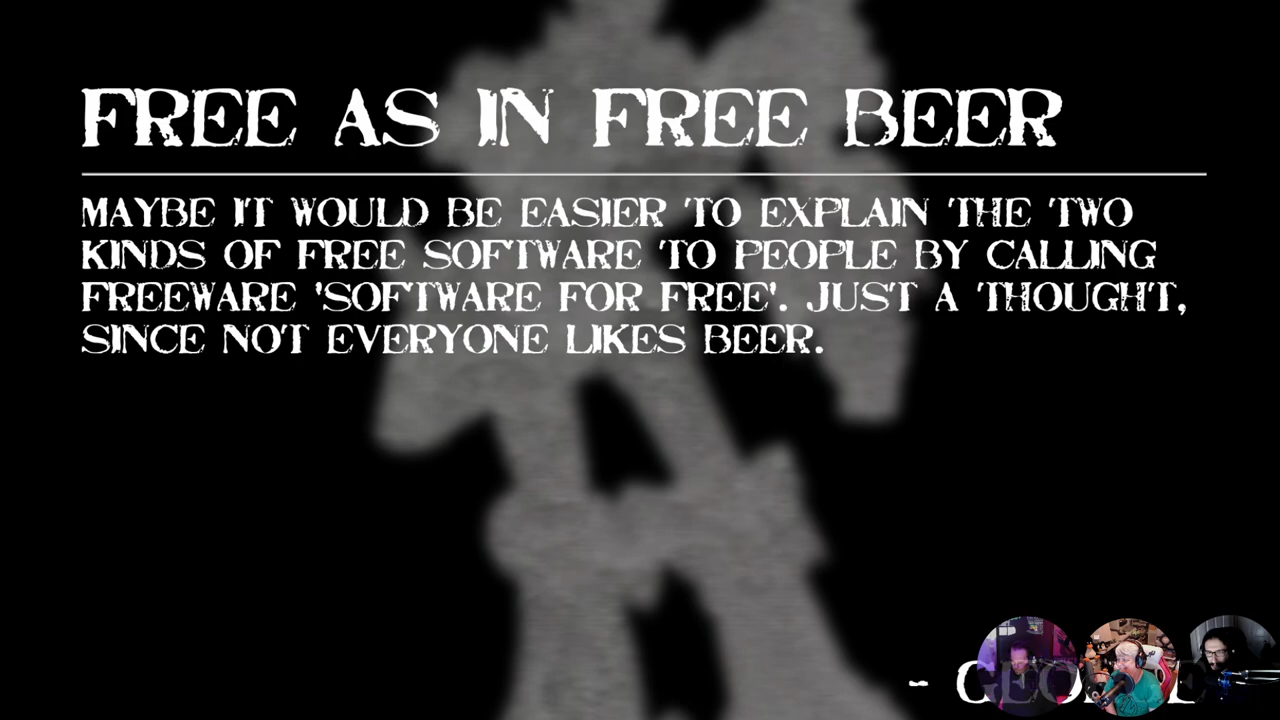 FREE AS IN FREE BEER
MAYBE IT WOULD BE EASIER TO EXPLAIN THE TWO
KINDS OF FREE SOFTWARE TO PEOPLE BY CALLING
FREEWARE 'SOFTWARE FOR FREE'. JUST A THOUGHT,
SINCE NOT EVERYONE LIKES BEER.